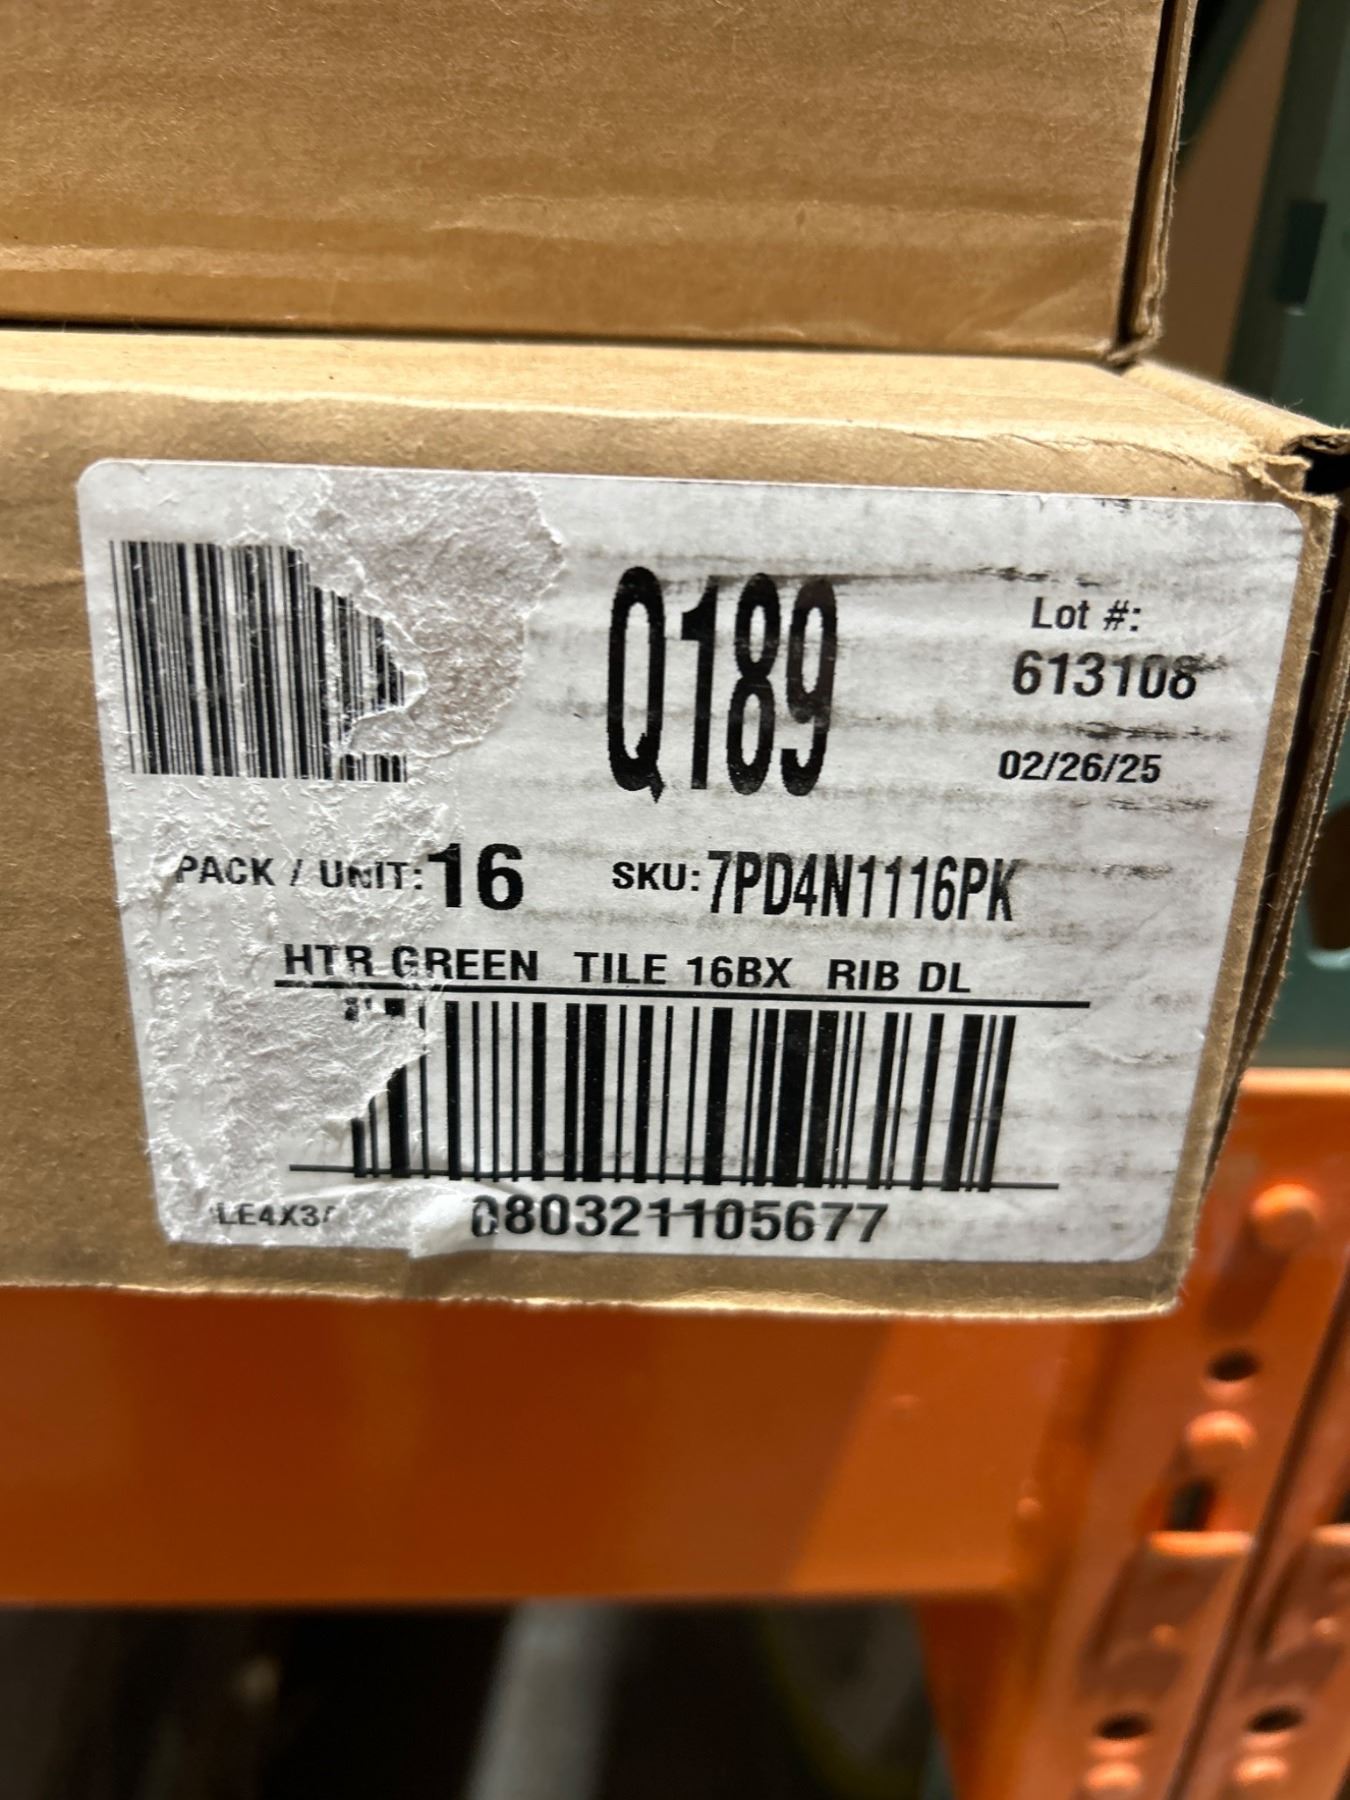 Q189
Lot #:
613108
02/26/25
PACK / UNIT: 16 SKU: 7PD4N1116PK
HTR GREEN TILE 16BX RIB DL
080321105677